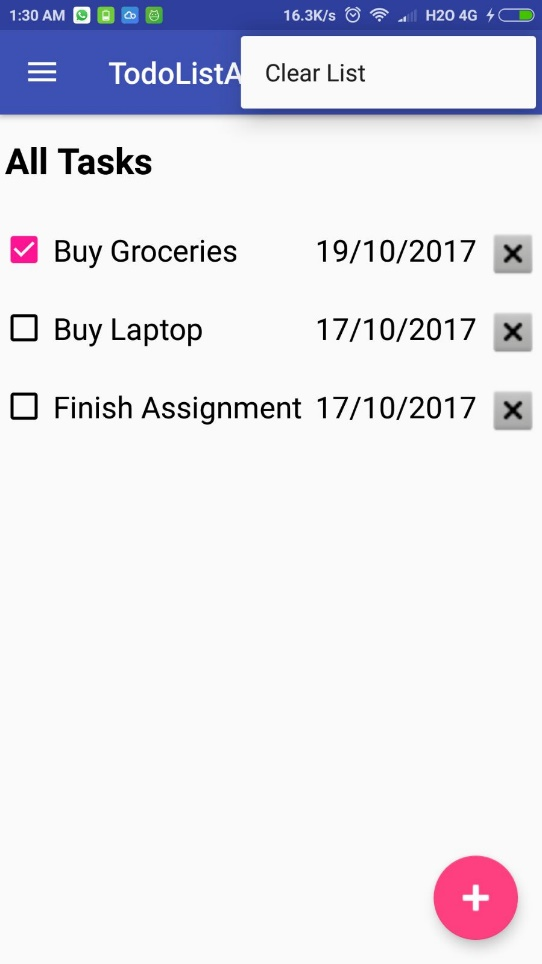 1:30 AM 16.3K/s H2O 4G
TodoListA
Clear List
All Tasks
Buy Groceries 19/10/2017
Buy Laptop 17/10/2017
Finish Assignment 17/10/2017